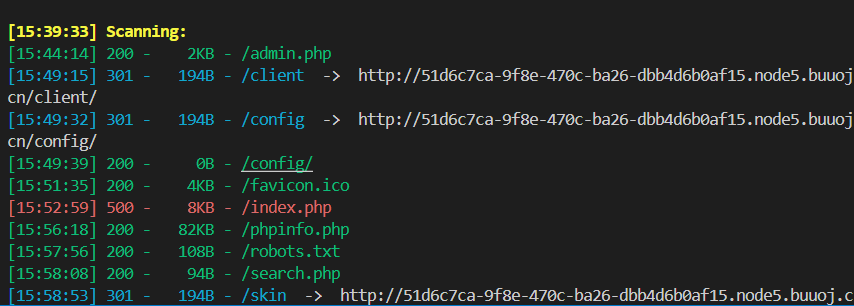 [15:39:33] Scanning:
[15:44:14] 200 - 2KB - /admin.php
[15:49:15] 301 - 194B - /client -> http://51d6c7ca-9f8e-470c-ba26-dbb4d6b0af15.node5.buuoj
cn/client/
[15:49:32] 301 - 194B - /config -> http://51d6c7ca-9f8e-470c-ba26-dbb4d6b0af15.node5.buuoj
cn/config/
[15:49:39] 200 - 0B - /config/
[15:51:35] 200 - 4KB - /favicon.ico
[15:52:59] 500 - 8KB - /index.php
[15:56:18] 200 - 82KB - /phpinfo.php
[15:57:56] 200 - 108B - /robots.txt
[15:58:08] 200 - 94B - /search.php
[15:58:53] 301 - 194B - /skin -> http://51d6c7ca-9f8e-470c-ba26-dbb4d6b0af15.node5.buuoj.c